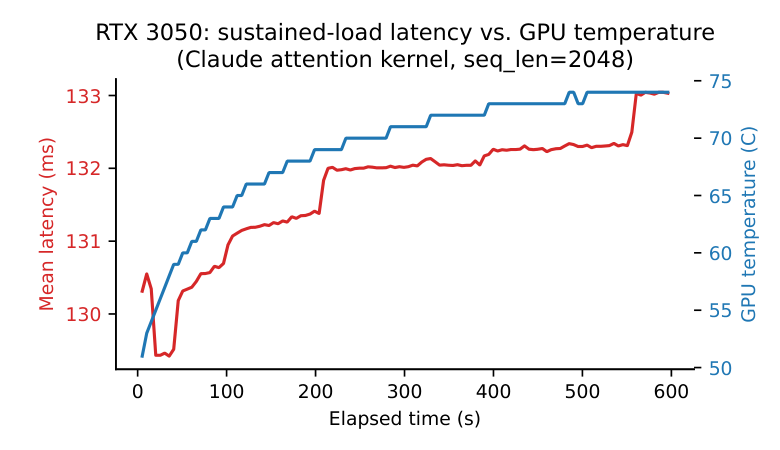 RTX 3050: sustained-load latency vs. GPU temperature
(Claude attention kernel, seq_len=2048)
Mean latency (ms)
133
132
131
130
75
70
65
60
55
50
GPU temperature (C)
0 100 200 300 400 500 600
Elapsed time (s)